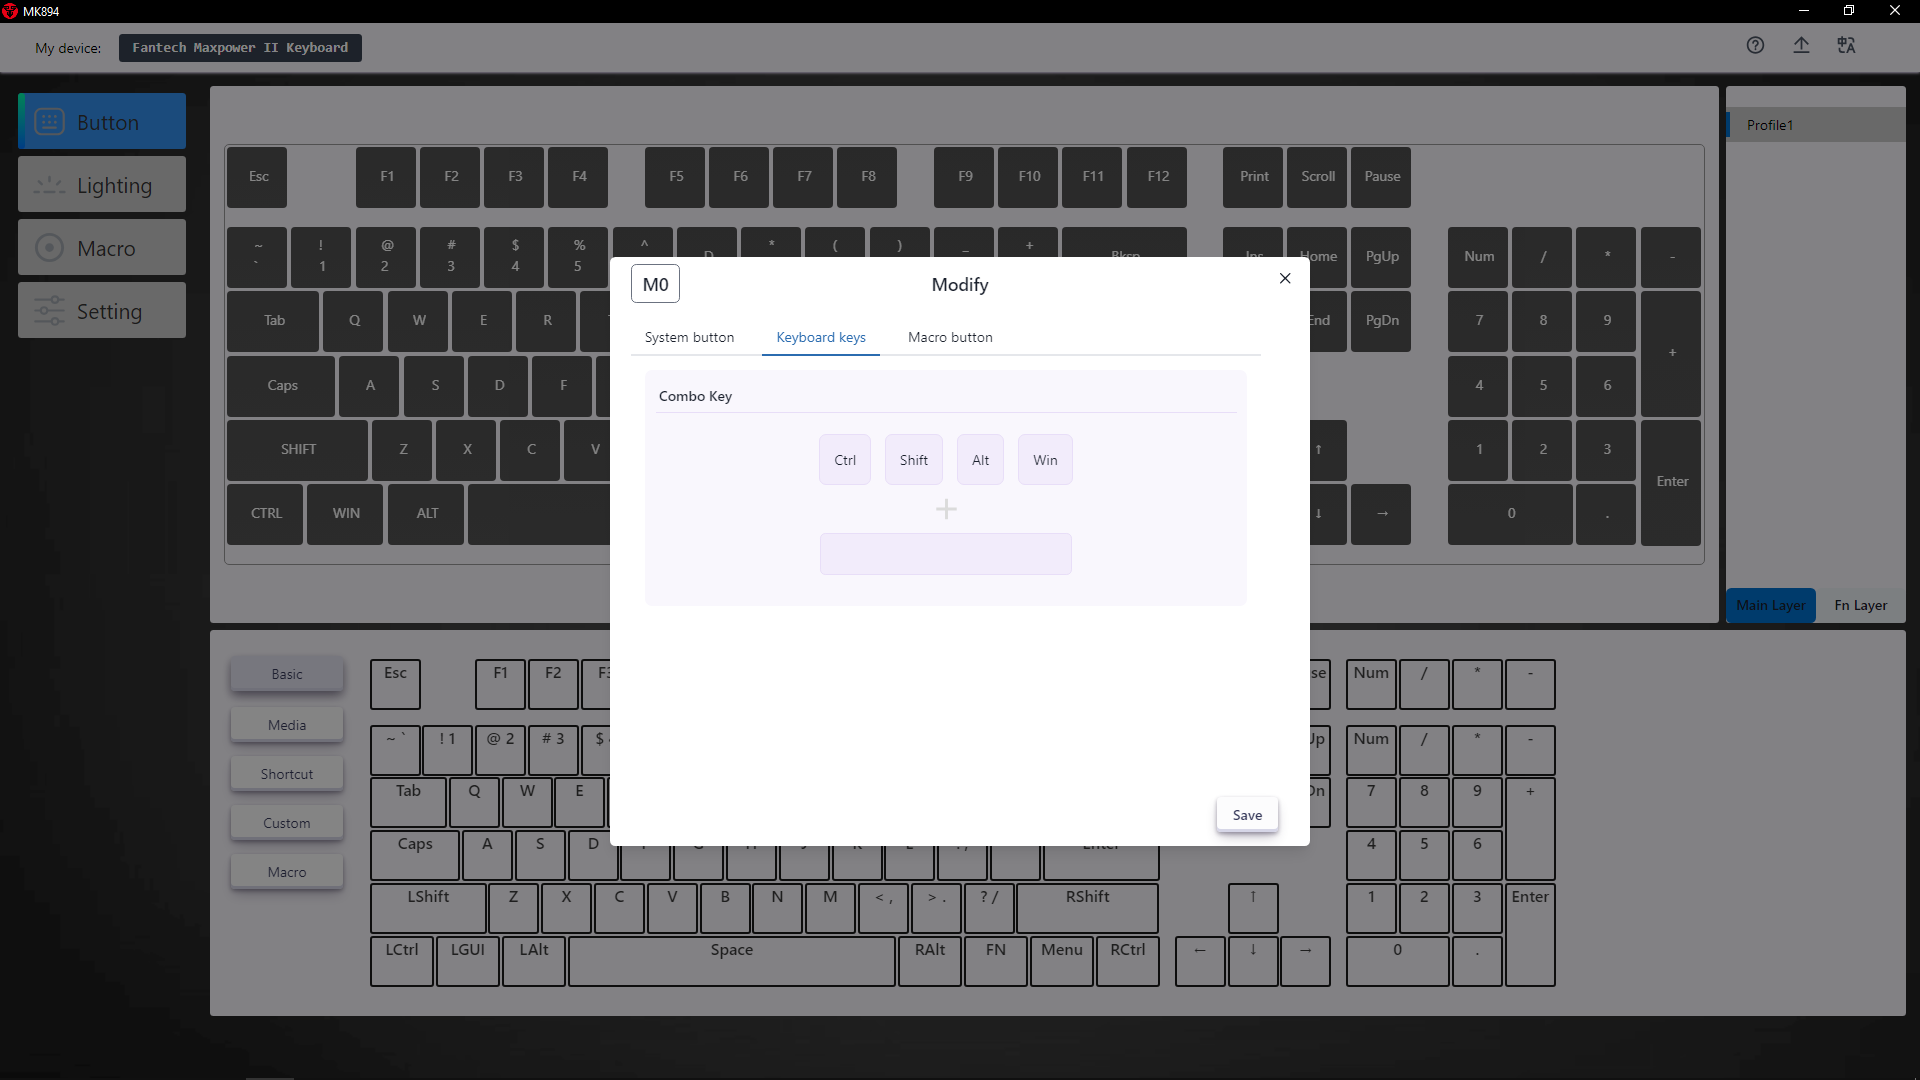 MK894
My device: Fantech Maxpower II Keyboard
Button
Lighting
Macro
Setting
Esc F1 F2 F3 F4 F5 F6 F7 F8 F9 F10 F11 F12 Print Scroll Pause
~ ! @ # $ % ^ * ( ) _ +
` 1 2 3 4 5
Home PgUp Num / * -
Tab Q W E R PgDn 7 8 9 +
Caps A S D F 4 5 6
SHIFT Z X C V ↑ 1 2 3 Enter
CTRL WIN ALT ↓ → 0 .
Profile1
Main Layer Fn Layer
M0 Modify
System button Keyboard keys Macro button
Combo Key
Ctrl Shift Alt Win
+
Save
Basic
Media
Shortcut
Custom
Macro
Esc F1 F2 Num / * -
~ ` ! 1 @ 2 # 3 $ Num / * -
Tab Q W E 7 8 9 +
Caps A S D 4 5 6
LShift Z X C V B N M < , > . ? / RShift ↑ 1 2 3 Enter
LCtrl LGUI LAlt Space RAlt FN Menu RCtrl ← ↓ → 0 .